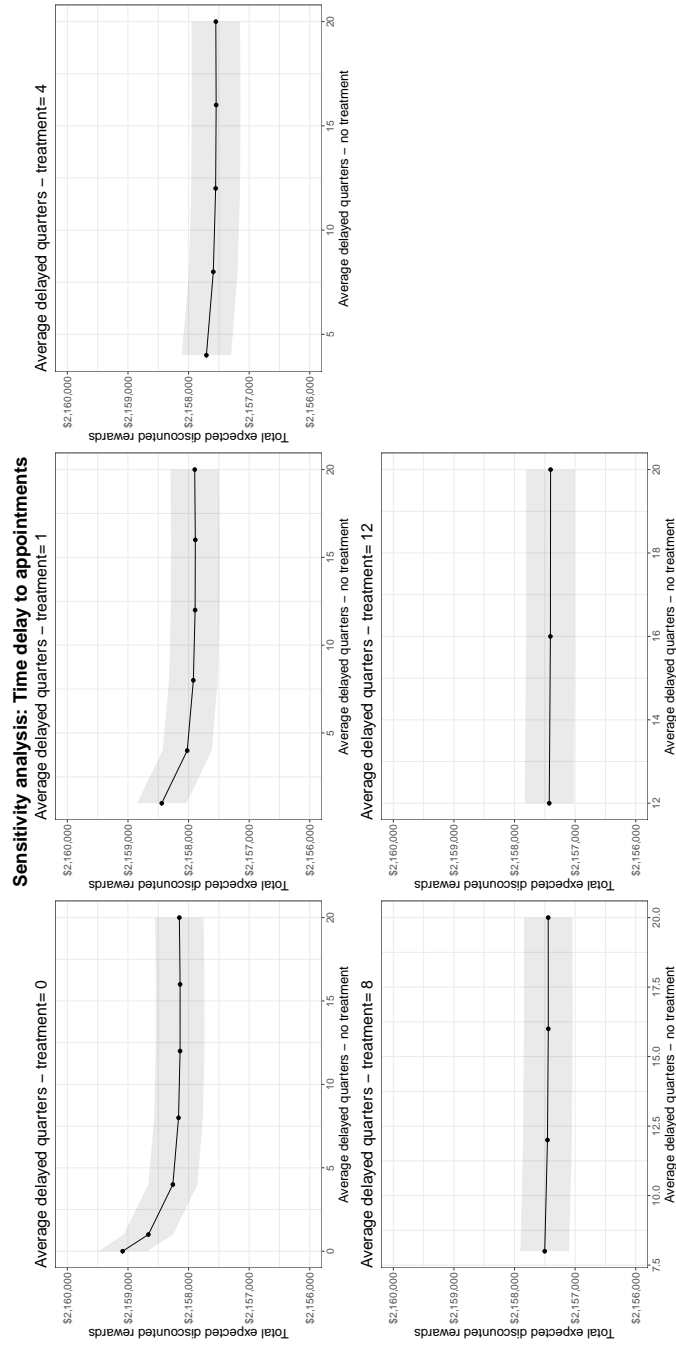 Sensitivity analysis: Time delay to appointments
Average delayed quarters − treatment= 0
$2,160,000
$2,159,000
$2,158,000
$2,157,000
$2,156,000
Total expected discounted rewards
0 5 10 15 20
Average delayed quarters − no treatment
Average delayed quarters − treatment= 1
$2,160,000
$2,159,000
$2,158,000
$2,157,000
$2,156,000
Total expected discounted rewards
5 10 15 20
Average delayed quarters − no treatment
Average delayed quarters − treatment= 4
$2,160,000
$2,159,000
$2,158,000
$2,157,000
$2,156,000
Total expected discounted rewards
5 10 15 20
Average delayed quarters − no treatment
Average delayed quarters − treatment= 8
$2,160,000
$2,159,000
$2,158,000
$2,157,000
$2,156,000
Total expected discounted rewards
7.5 10.0 12.5 15.0 17.5 20.0
Average delayed quarters − no treatment
Average delayed quarters − treatment= 12
$2,160,000
$2,159,000
$2,158,000
$2,157,000
$2,156,000
Total expected discounted rewards
12 14 16 18 20
Average delayed quarters − no treatment